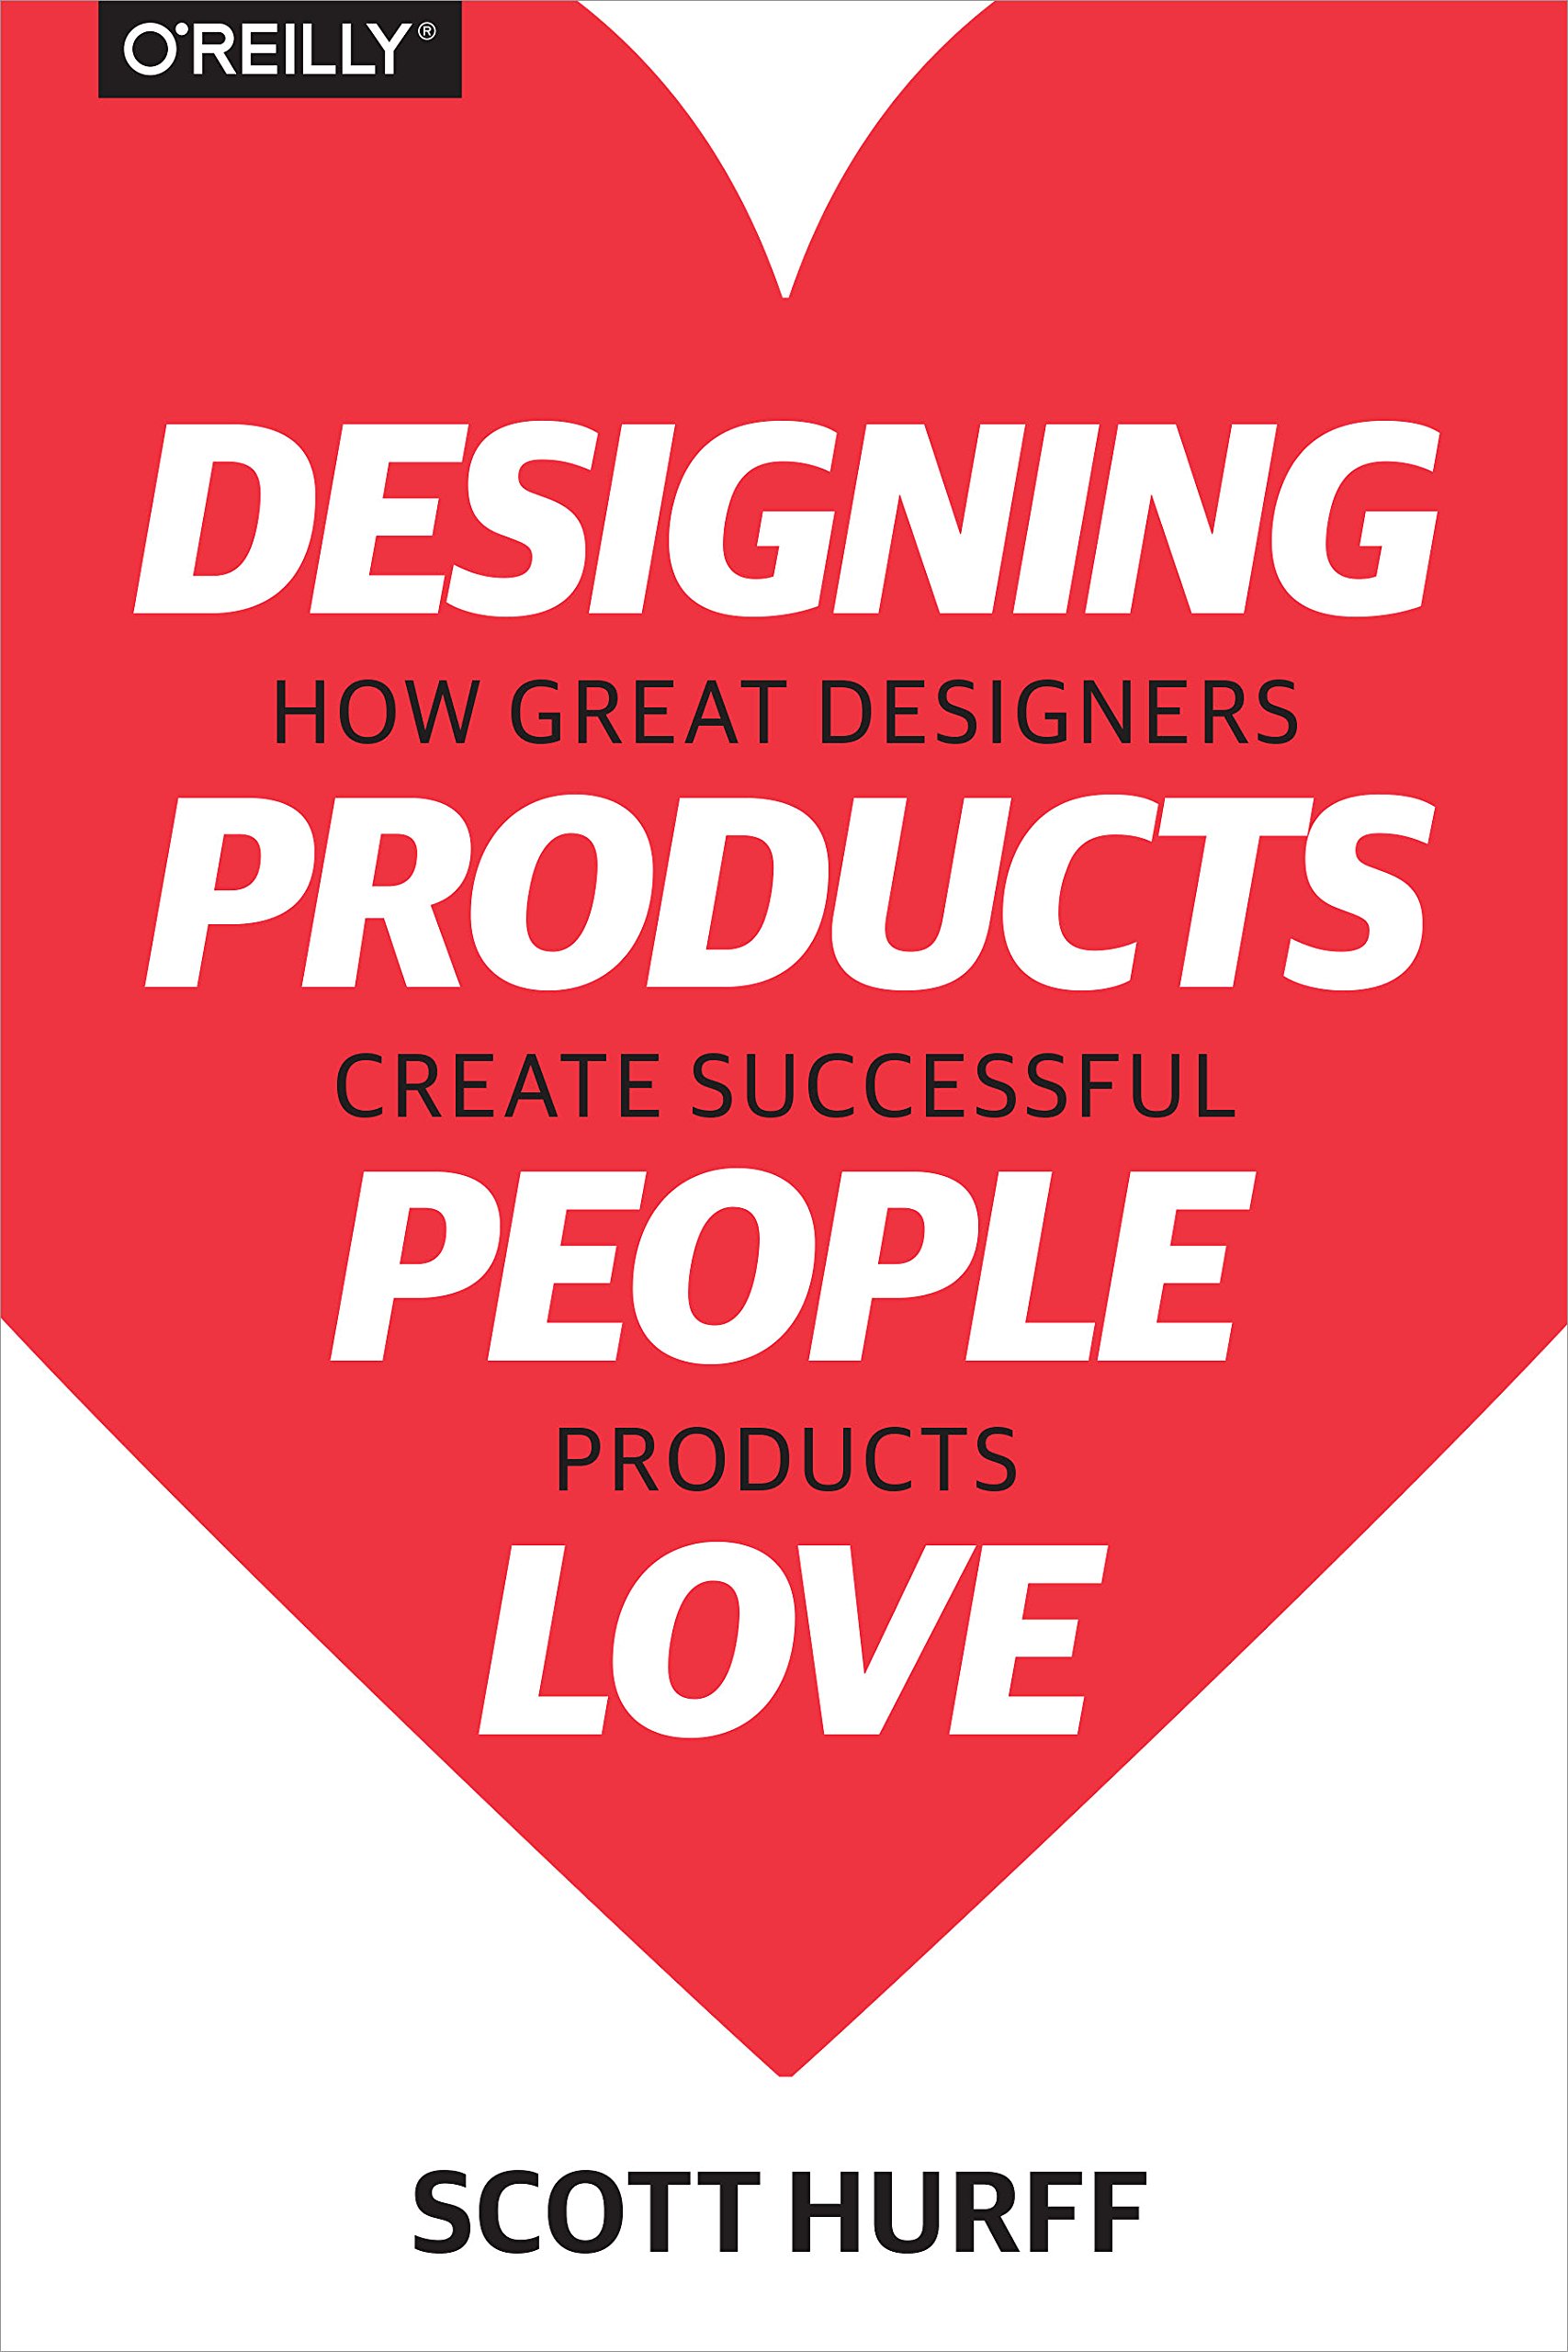 O'REILLY®
DESIGNING
HOW GREAT DESIGNERS
PRODUCTS
CREATE SUCCESSFUL
PEOPLE
PRODUCTS
LOVE
SCOTT HURFF